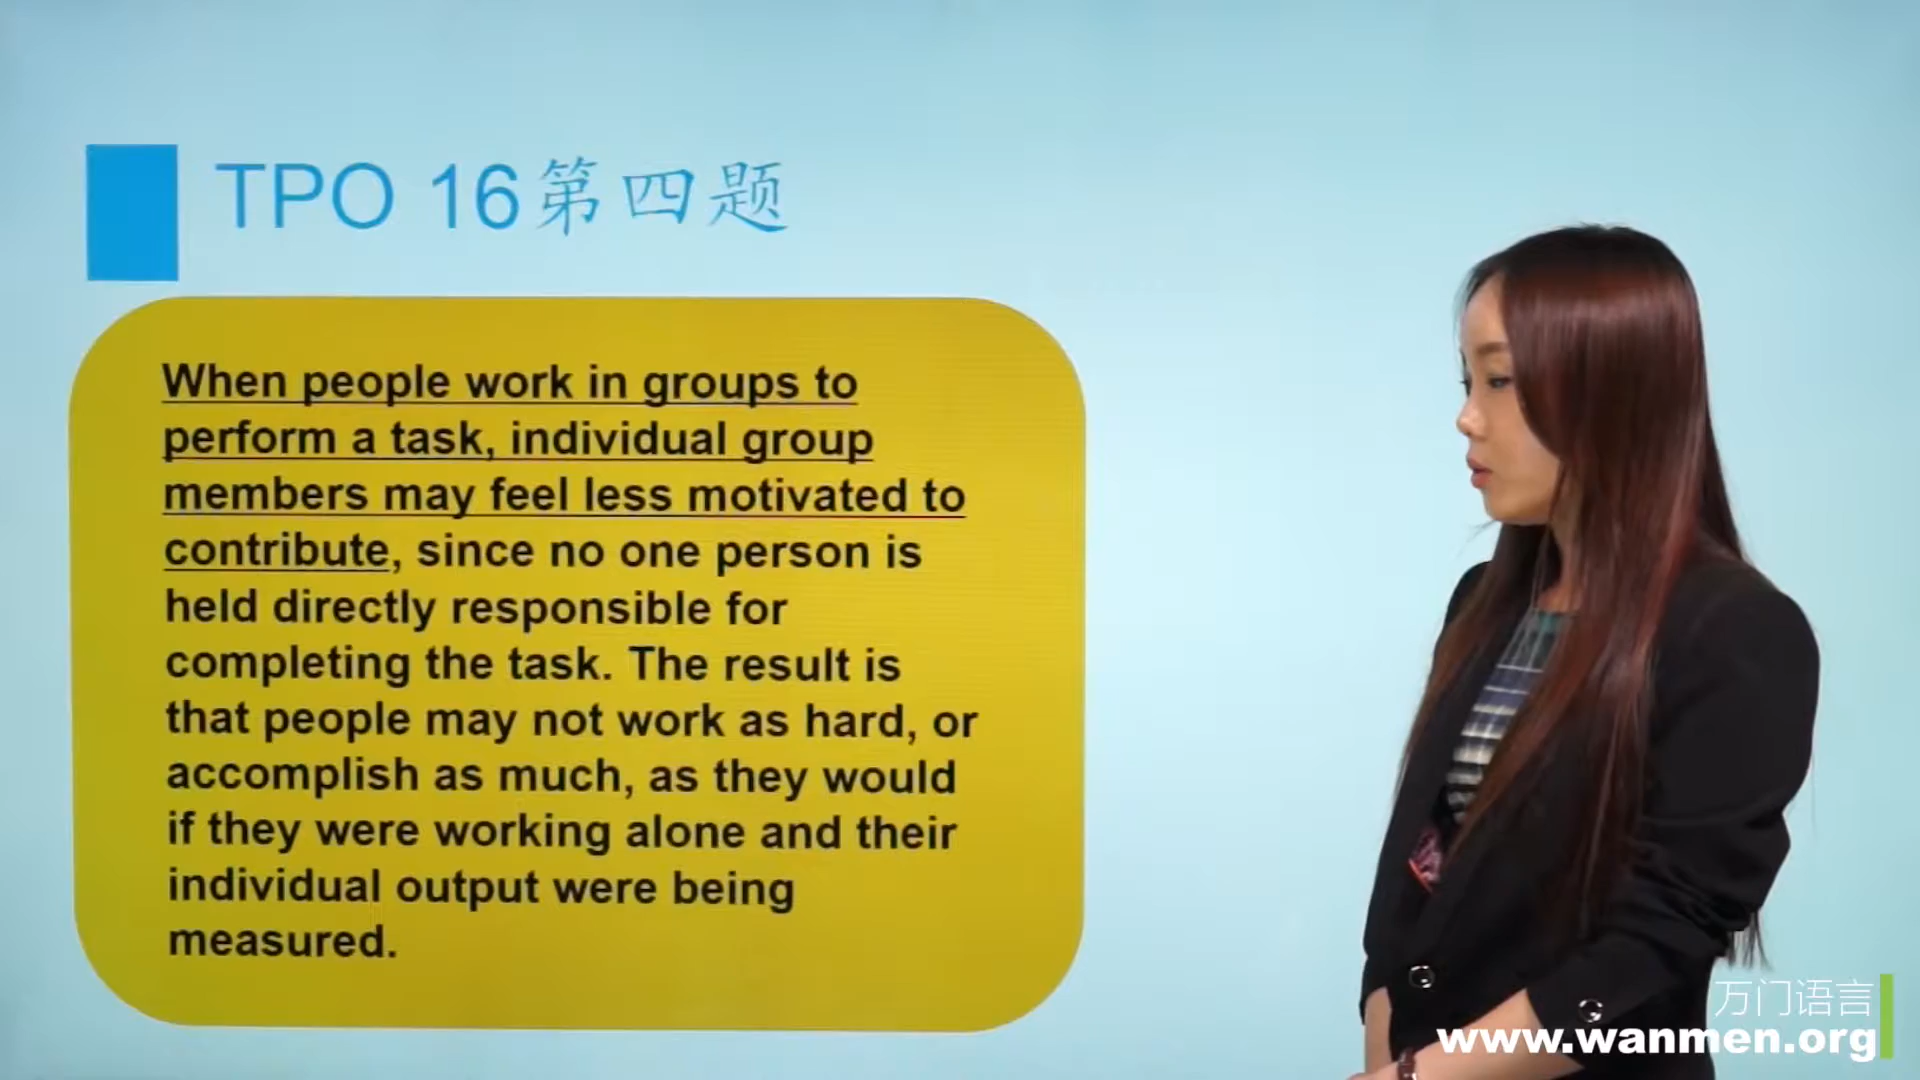 TPO 16第四题
When people work in groups to
perform a task, individual group
members may feel less motivated to
contribute, since no one person is
held directly responsible for
completing the task. The result is
that people may not work as hard, or
accomplish as much, as they would
if they were working alone and their
individual output were being
measured.
万门语言
www.wanmen.org